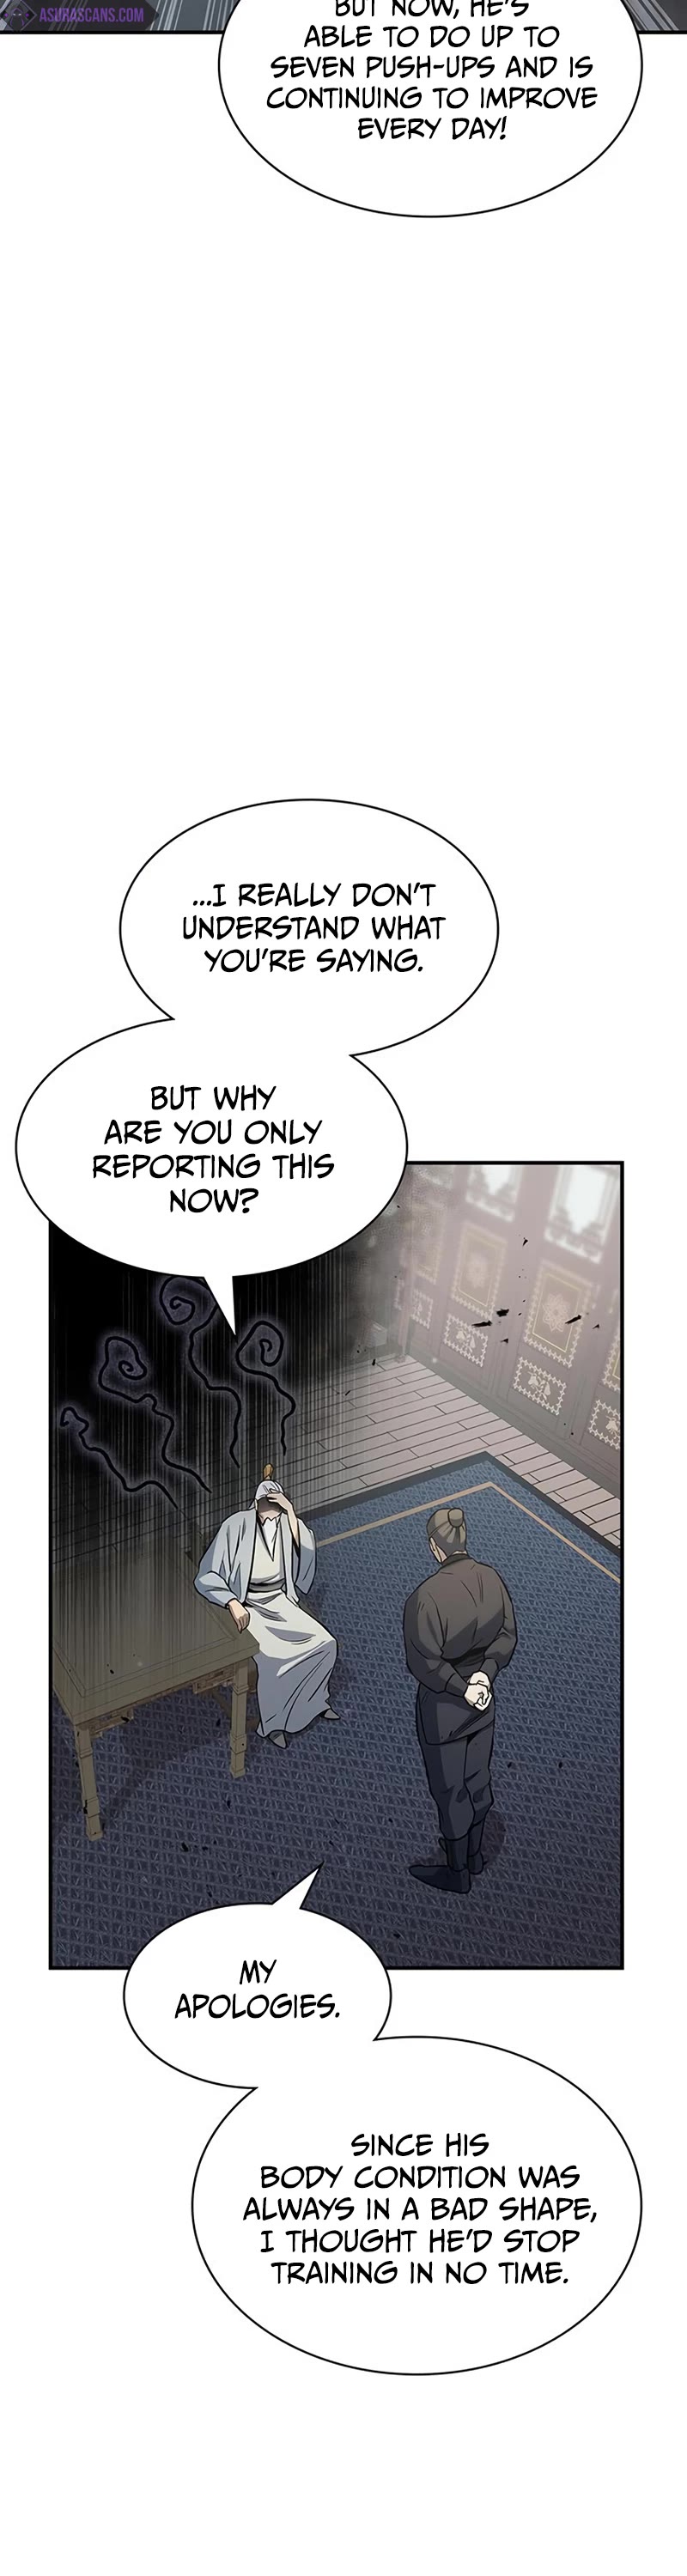 ASURASCANS.COM
BUT NOW, HE'S
ABLE TO DO UP TO
SEVEN PUSH-UPS AND IS
CONTINUING TO IMPROVE
EVERY DAY!
...I REALLY DON'T
UNDERSTAND WHAT
YOU'RE SAYING.
BUT WHY
ARE YOU ONLY
REPORTING THIS
NOW?
MY
APOLOGIES.
SINCE HIS
BODY CONDITION WAS
ALWAYS IN A BAD SHAPE,
I THOUGHT HE'D STOP
TRAINING IN NO TIME.